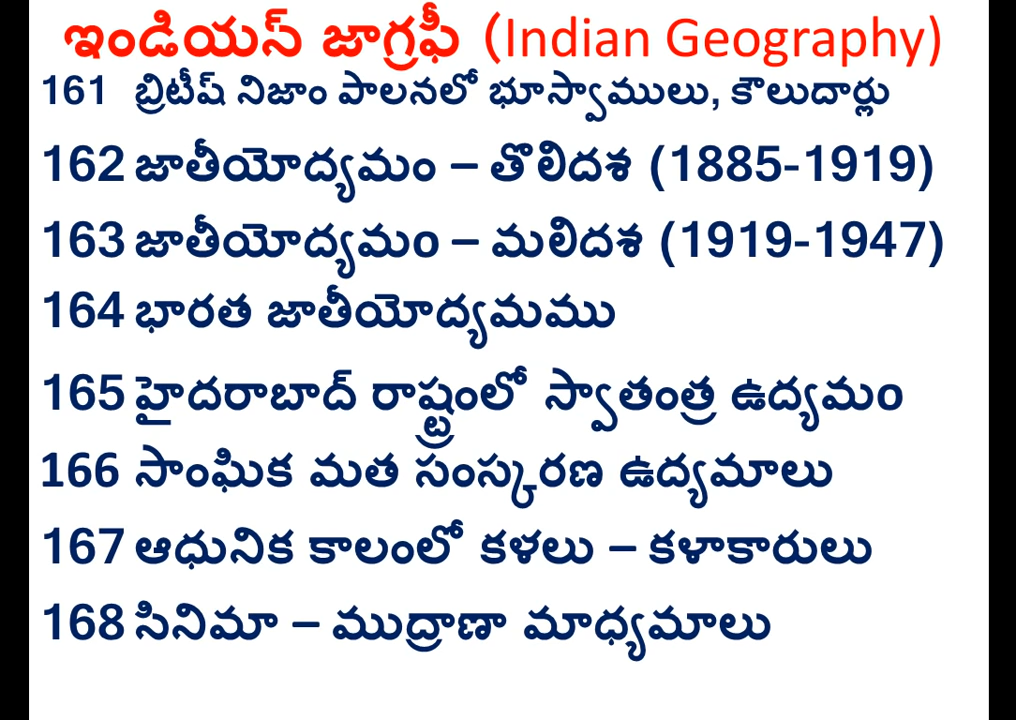 ఇండియన్ జాగ్రఫీ (Indian Geography)
161 బ్రిటీష్ నిజాం పాలనలో భూస్వాములు, కౌలుదార్లు
162 జాతీయోద్యమం – తొలిదశ (1885-1919)
163 జాతీయోద్యమం – మలిదశ (1919-1947)
164 భారత జాతీయోద్యమము
165 హైదరాబాద్ రాష్ట్రంలో స్వాతంత్ర ఉద్యమం
166 సాంఘిక మత సంస్కరణ ఉద్యమాలు
167 ఆధునిక కాలంలో కళలు – కళాకారులు
168 సినిమా – ముద్రాణా మాధ్యమాలు